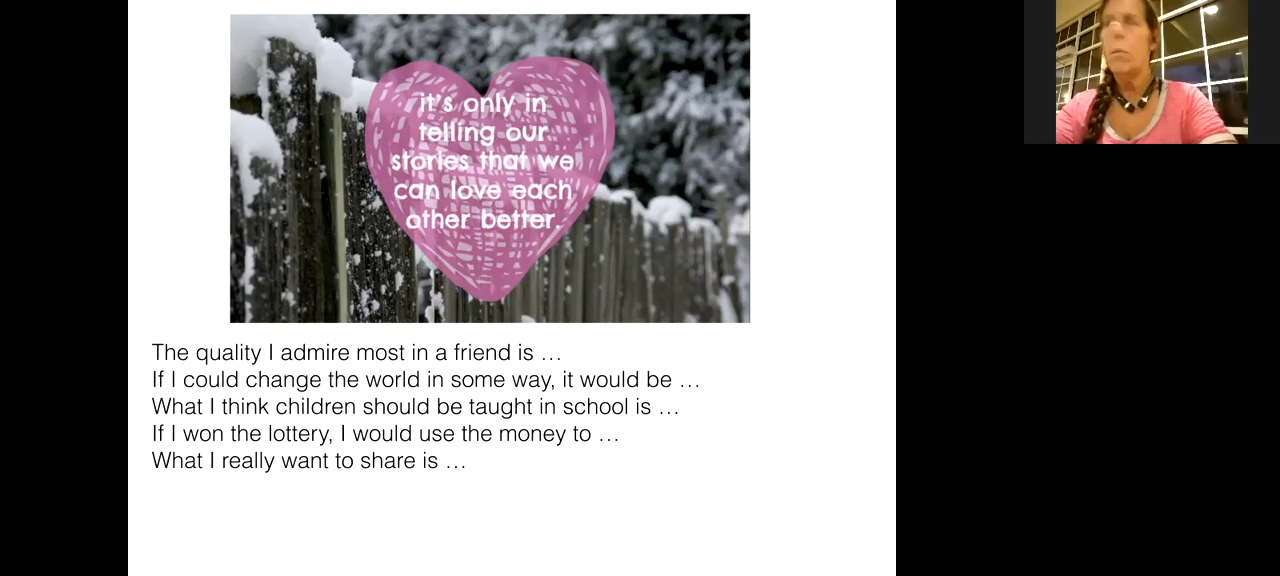 it's only in
telling our
stories that we
can love each
other better.
The quality I admire most in a friend is …
If I could change the world in some way, it would be …
What I think children should be taught in school is …
If I won the lottery, I would use the money to …
What I really want to share is …